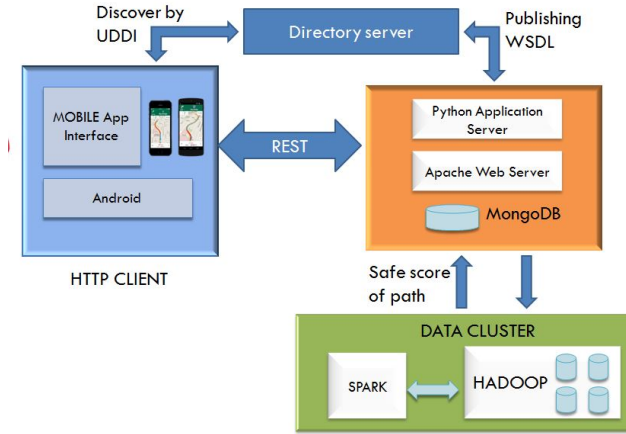 Discover by
UDDI
Directory server
Publishing
WSDL
MOBILE App
Interface
Android
HTTP CLIENT
REST
Python Application
Server
Apache Web Server
MongoDB
Safe score
of path
DATA CLUSTER
SPARK
HADOOP